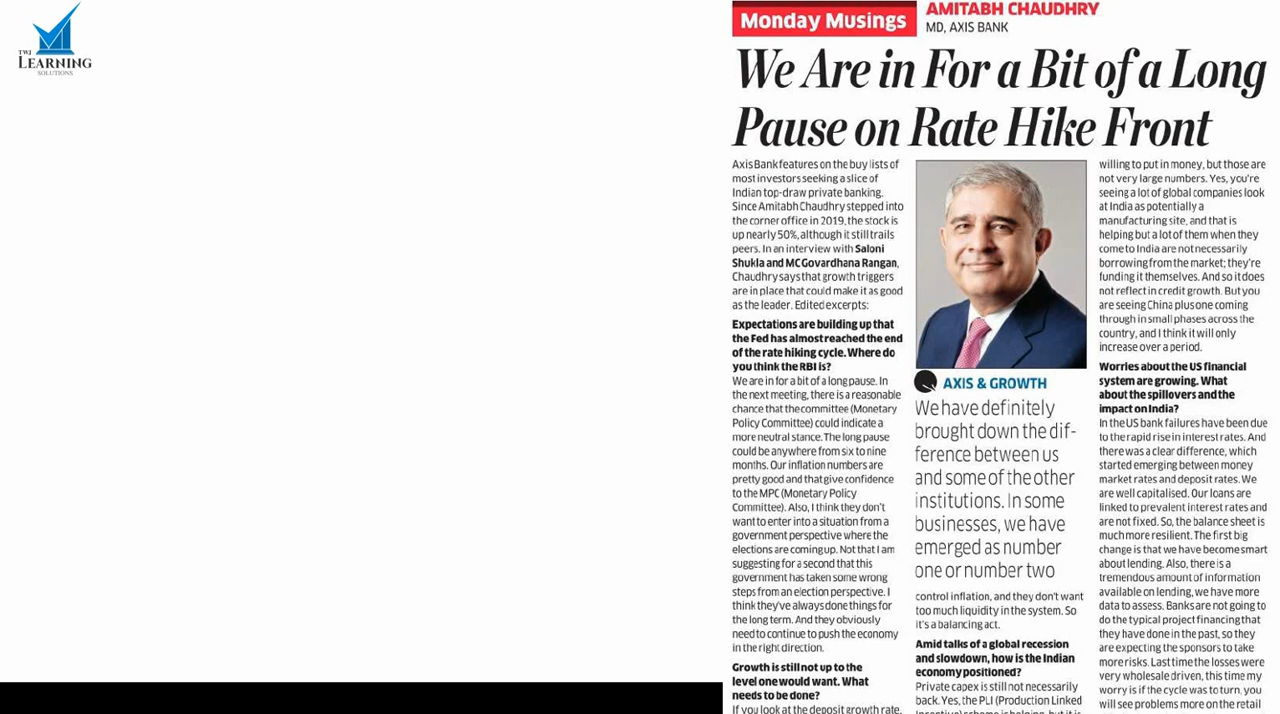 TWJ
LEARNING
SOLUTIONS
Monday Musings
AMITABH CHAUDHRY
MD, AXIS BANK
We Are in For a Bit of a Long
Pause on Rate Hike Front
Axis Bank features on the buy lists of
most investors seeking a slice of
Indian top-draw private banking.
Since Amitabh Chaudhry stepped into
the corner office in 2019, the stock is
up nearly 50%, although it still trails
peers. In an interview with Saloni
Shukla and MC Govardhana Rangan,
Chaudhry says that growth triggers
are in place that could make it as good
as the leader. Edited excerpts:
Expectations are building up that
the Fed has almost reached the end
of the rate hiking cycle. Where do
you think the RBI is?
We are in for a bit of a long pause. In
the next meeting, there is a reasonable
chance that the committee (Monetary
Policy Committee) could indicate a
more neutral stance. The long pause
could be anywhere from six to nine
months. Our inflation numbers are
pretty good and that give confidence
to the MPC (Monetary Policy
Committee). Also, I think they don't
want to enter into a situation from a
government perspective where the
elections are coming up. Not that I am
suggesting for a second that this
government has taken some wrong
steps from an election perspective. I
think they've always done things for
the long term. And they obviously
need to continue to push the economy
in the right direction.
Growth is still not up to the
level one would want. What
needs to be done?
If you look at the deposit growth rate,
AXIS & GROWTH
We have definitely
brought down the dif-
ference between us
and some of the other
institutions. In some
businesses, we have
emerged as number
one or number two
control inflation, and they don't want
too much liquidity in the system. So
it's a balancing act.
Amid talks of a global recession
and slowdown, how is the Indian
economy positioned?
Private capex is still not necessarily
back. Yes, the PLI (Production Linked
Incentive) scheme is helping, but it is
willing to put in money, but those are
not very large numbers. Yes, you're
seeing a lot of global companies look
at India as potentially a
manufacturing site, and that is
helping but a lot of them when they
come to India are not necessarily
borrowing from the market; they're
funding it themselves. And so it does
not reflect in credit growth. But you
are seeing China plus one coming
through in small phases across the
country, and I think it will only
increase over a period.
Worries about the US financial
system are growing. What
about the spillovers and the
impact on India?
In the US bank failures have been due
to the rapid rise in interest rates. And
there was a clear difference, which
started emerging between money
market rates and deposit rates. We
are well capitalised. Our loans are
linked to prevalent interest rates and
are not fixed. So, the balance sheet is
much more resilient. The first big
change is that we have become smart
about lending. Also, there is a
tremendous amount of information
available on lending, we have more
data to assess. Banks are not going to
do the typical project financing that
they have done in the past, so they
are expecting the sponsors to take
more risks. Last time the losses were
very wholesale driven, this time my
worry is if the cycle was to turn, you
will see problems more on the retail